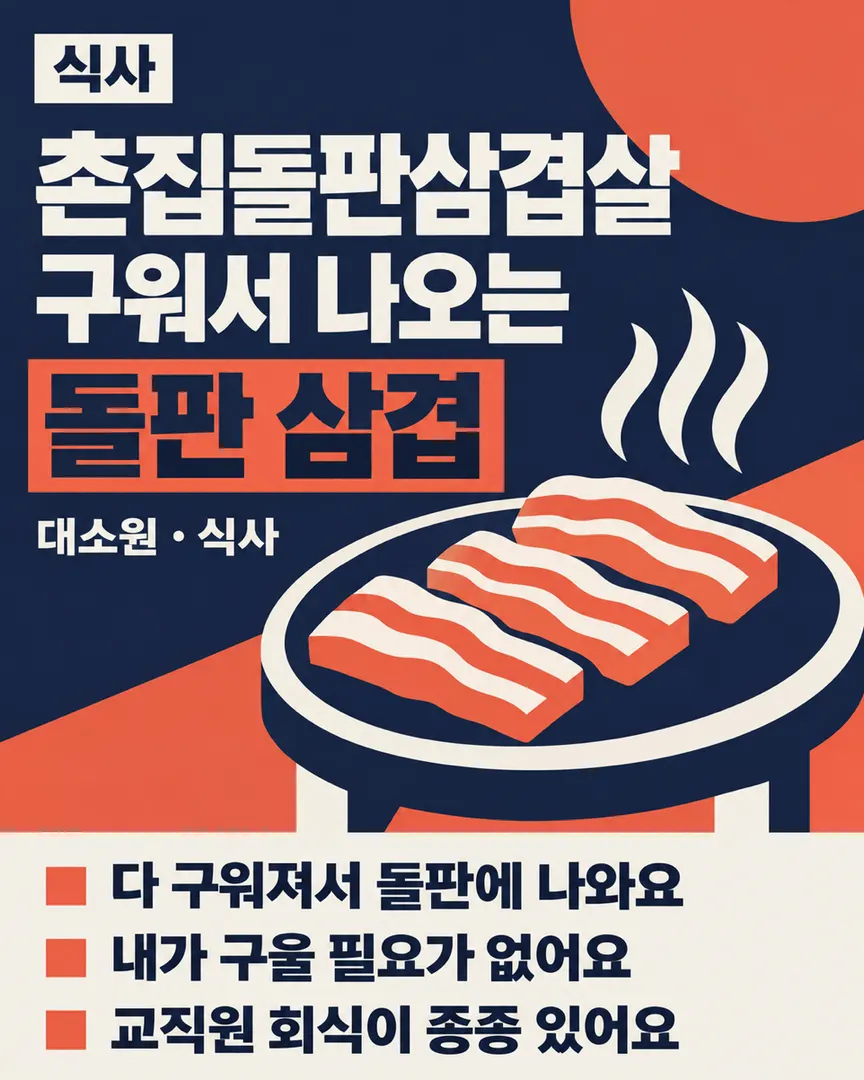 식사
촌집돌판삼겹살
구워서 나오는
돌판 삼겹
대소원 • 식사
다 구워져서 돌판에 나와요
내가 구울 필요가 없어요
교직원 회식이 종종 있어요